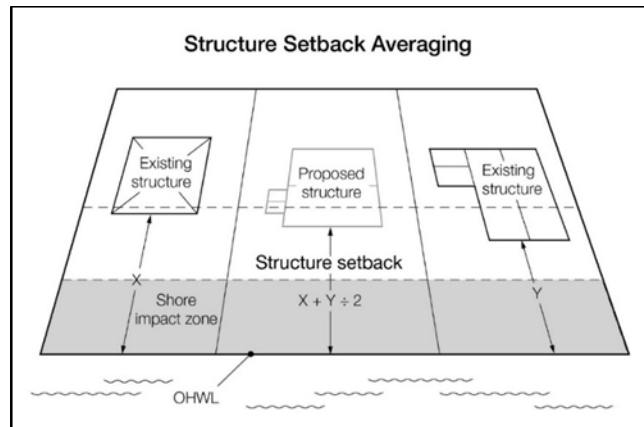 Structure Setback Averaging
Existing
structure
Proposed
structure
Existing
structure
Structure setback
X
X + Y ÷ 2
Y
Shore
impact zone
OHWL